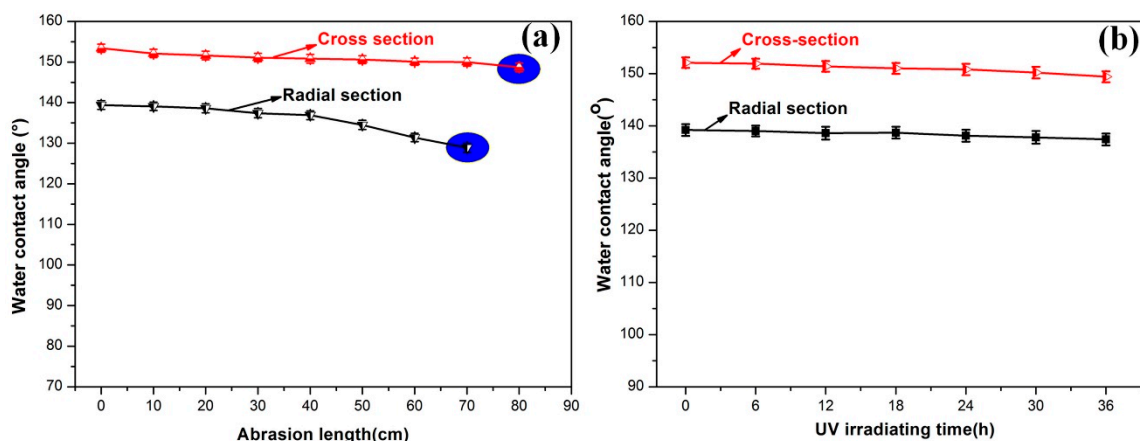 (a)
Cross section
Radial section
Water contact angle (°)
160
150
140
130
120
110
100
90
80
70
0 10 20 30 40 50 60 70 80 90
Abrasion length(cm)
(b)
Cross-section
Radial section
Water contact angle(°)
160
150
140
130
120
110
100
90
0 6 12 18 24 30 36
UV irradiating time(h)